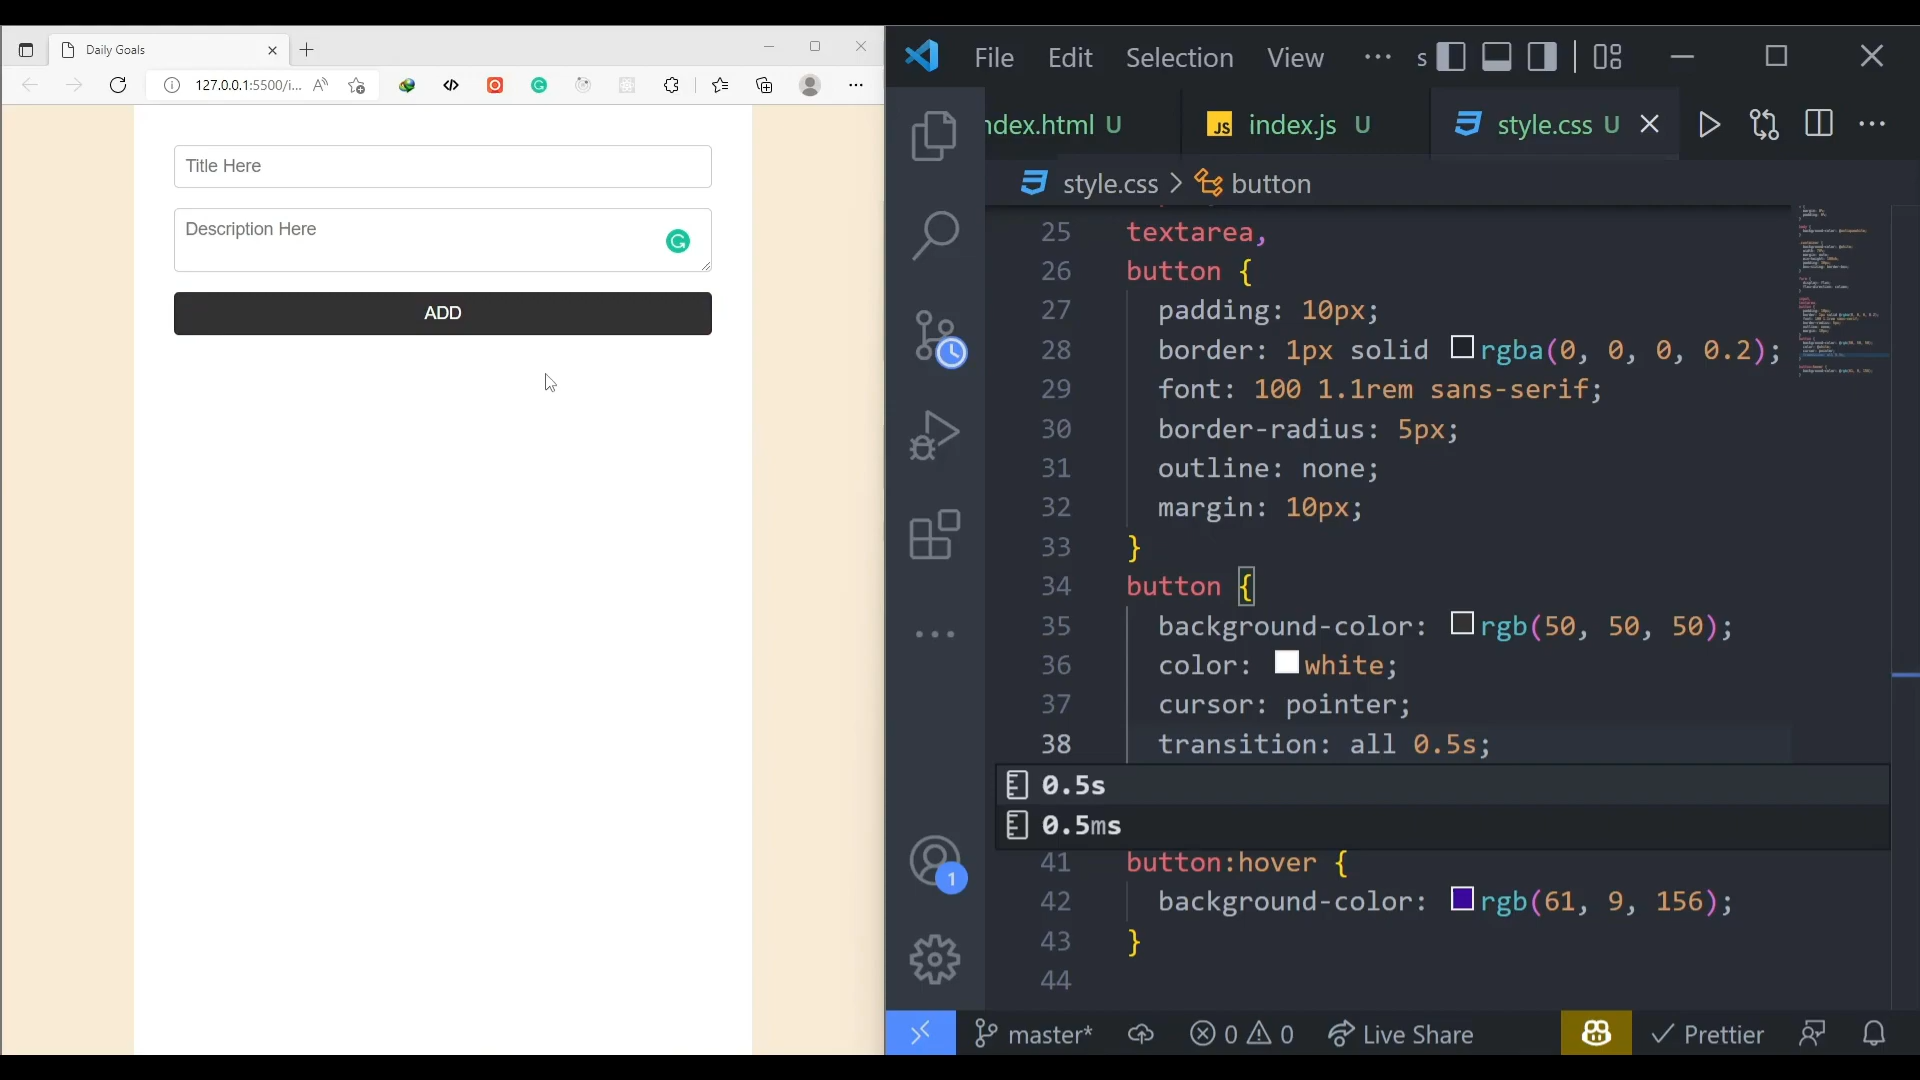 Daily Goals
127.0.0.1:5500/i...
Title Here
Description Here
ADD
File Edit Selection View ... s
ndex.html U
JS index.js U
style.css U
style.css > button
25 textarea,
26 button {
27 padding: 10px;
28 border: 1px solid rgba(0, 0, 0, 0.2);
29 font: 100 1.1rem sans-serif;
30 border-radius: 5px;
31 outline: none;
32 margin: 10px;
33 }
34 button {
35 background-color: rgb(50, 50, 50);
36 color: white;
37 cursor: pointer;
38 transition: all 0.5s;
0.5s
0.5ms
41 button:hover {
42 background-color: rgb(61, 9, 156);
43 }
44
1
master* 0 0 Live Share Prettier